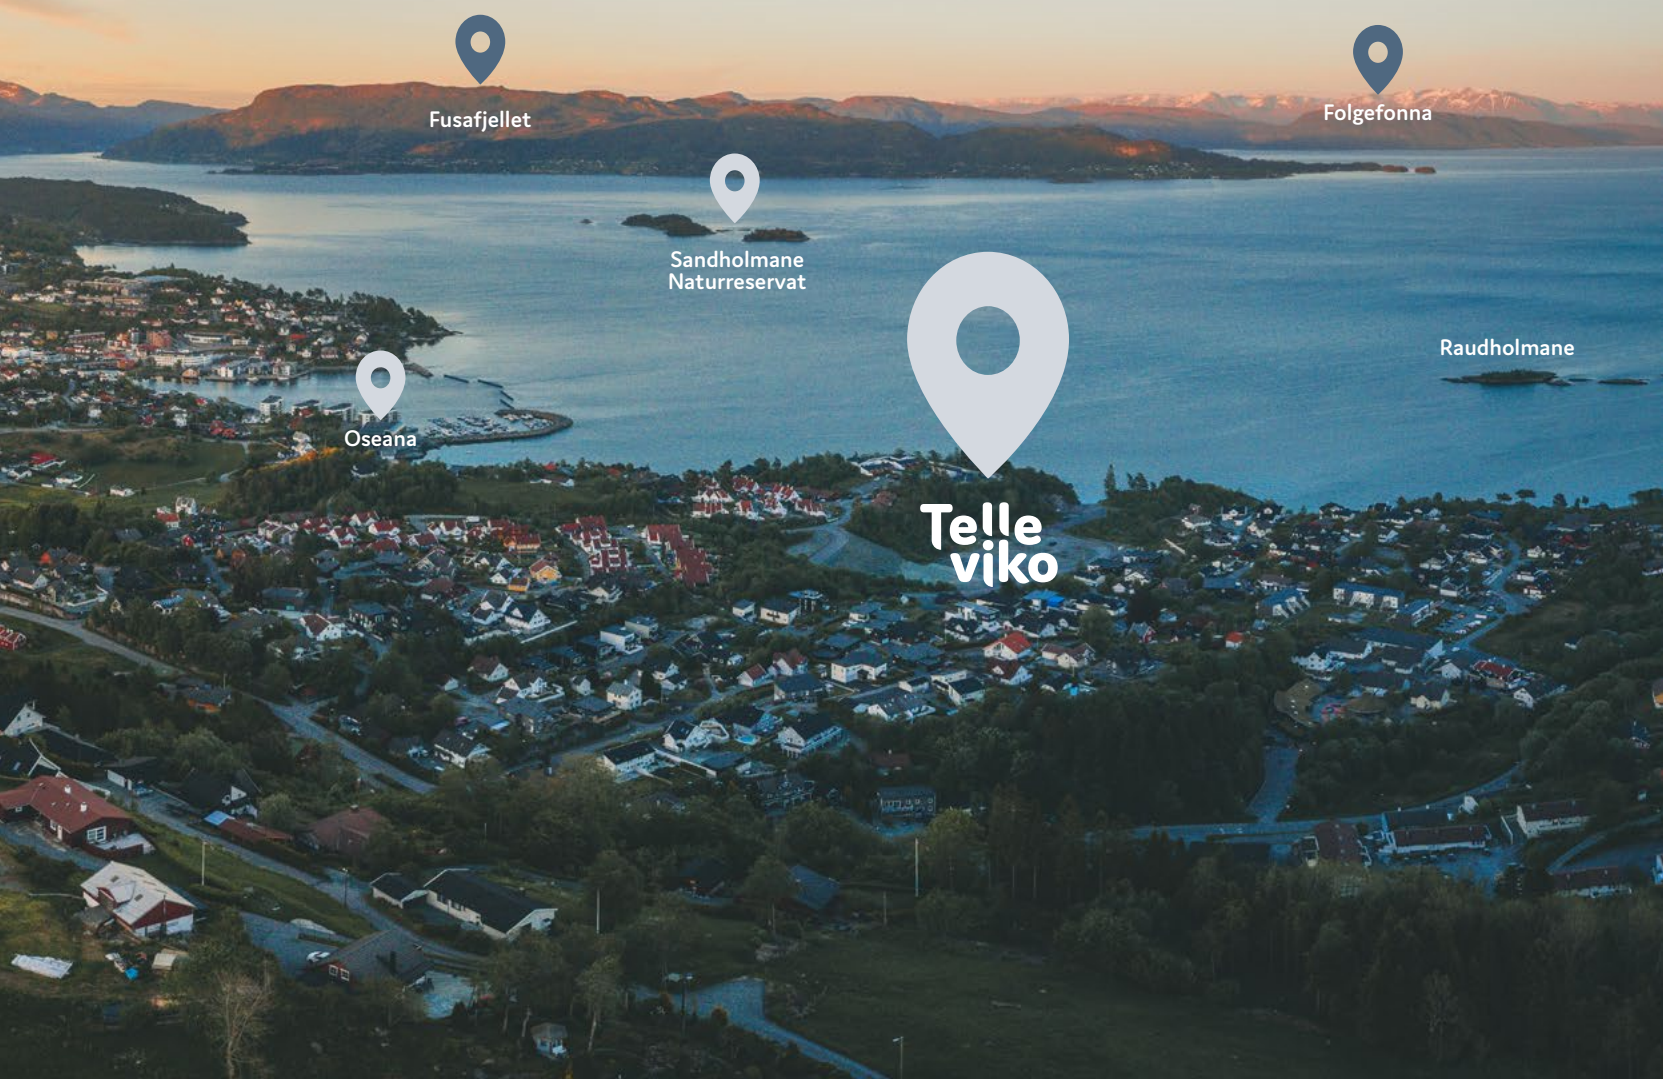 Fusafjellet
Folgefonna
Sandholmane
Naturreservat
Raudholmane
Oseana
Telle
viko